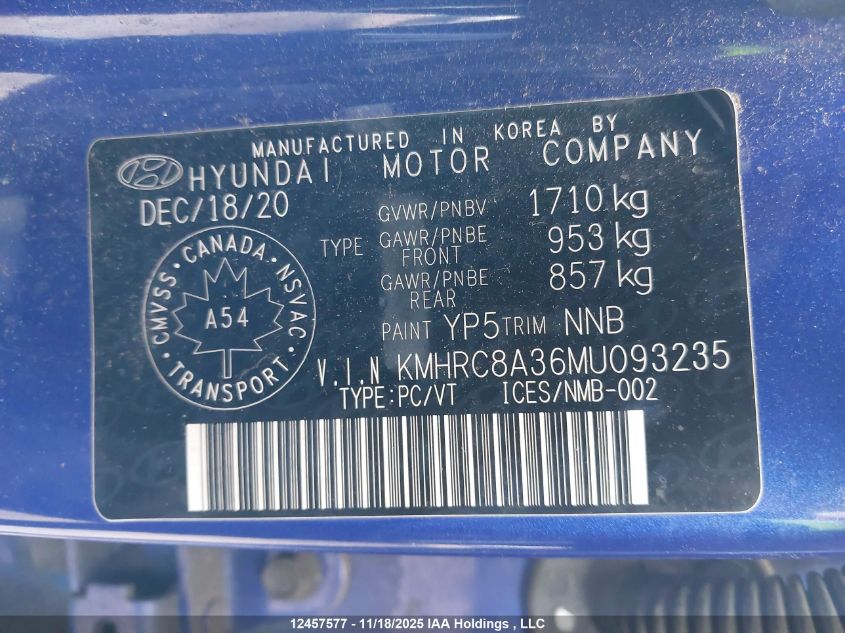 MANUFACTURED IN KOREA BY
HYUNDAI MOTOR COMPANY
DEC/18/20 GVWR/PNBV 1710 kg
TYPE GAWR/PNBE FRONT 953 kg
GAWR/PNBE REAR 857 kg
PAINT YP5 TRIM NNB
V.I.N KMHRC8A36MU093235
TYPE:PC/VT ICES/NMB-002
CMVSS · CANADA · NSVAC
A54
· TRANSPORT ·
12457577 - 11/18/2025 IAA Holdings , LLC